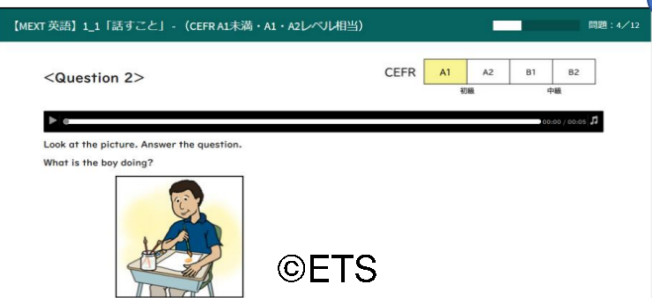 【MEXT 英語】1_1「話すこと」-（CEFR A1未満・A1・A2レベル相当）
問題：4／12
<Question 2>
CEFR A1 A2 B1 B2
初級 中級
00:00 / 00:05
Look at the picture. Answer the question.
What is the boy doing?
©ETS